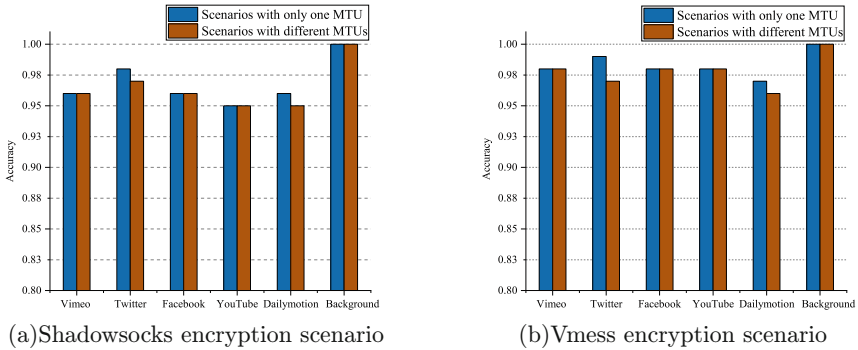 Scenarios with only one MTU
Scenarios with different MTUs
1.00
0.98
0.95
0.93
0.90
0.88
0.85
0.83
0.80
Accuracy
Vimeo Twitter Facebook YouTube Dailymotion Background
(a)Shadowsocks encryption scenario
Scenarios with only one MTU
Scenarios with different MTUs
1.00
0.98
0.95
0.93
0.90
0.88
0.85
0.83
0.80
Accuracy
Vimeo Twitter Facebook YouTube Dailymotion Background
(b)Vmess encryption scenario